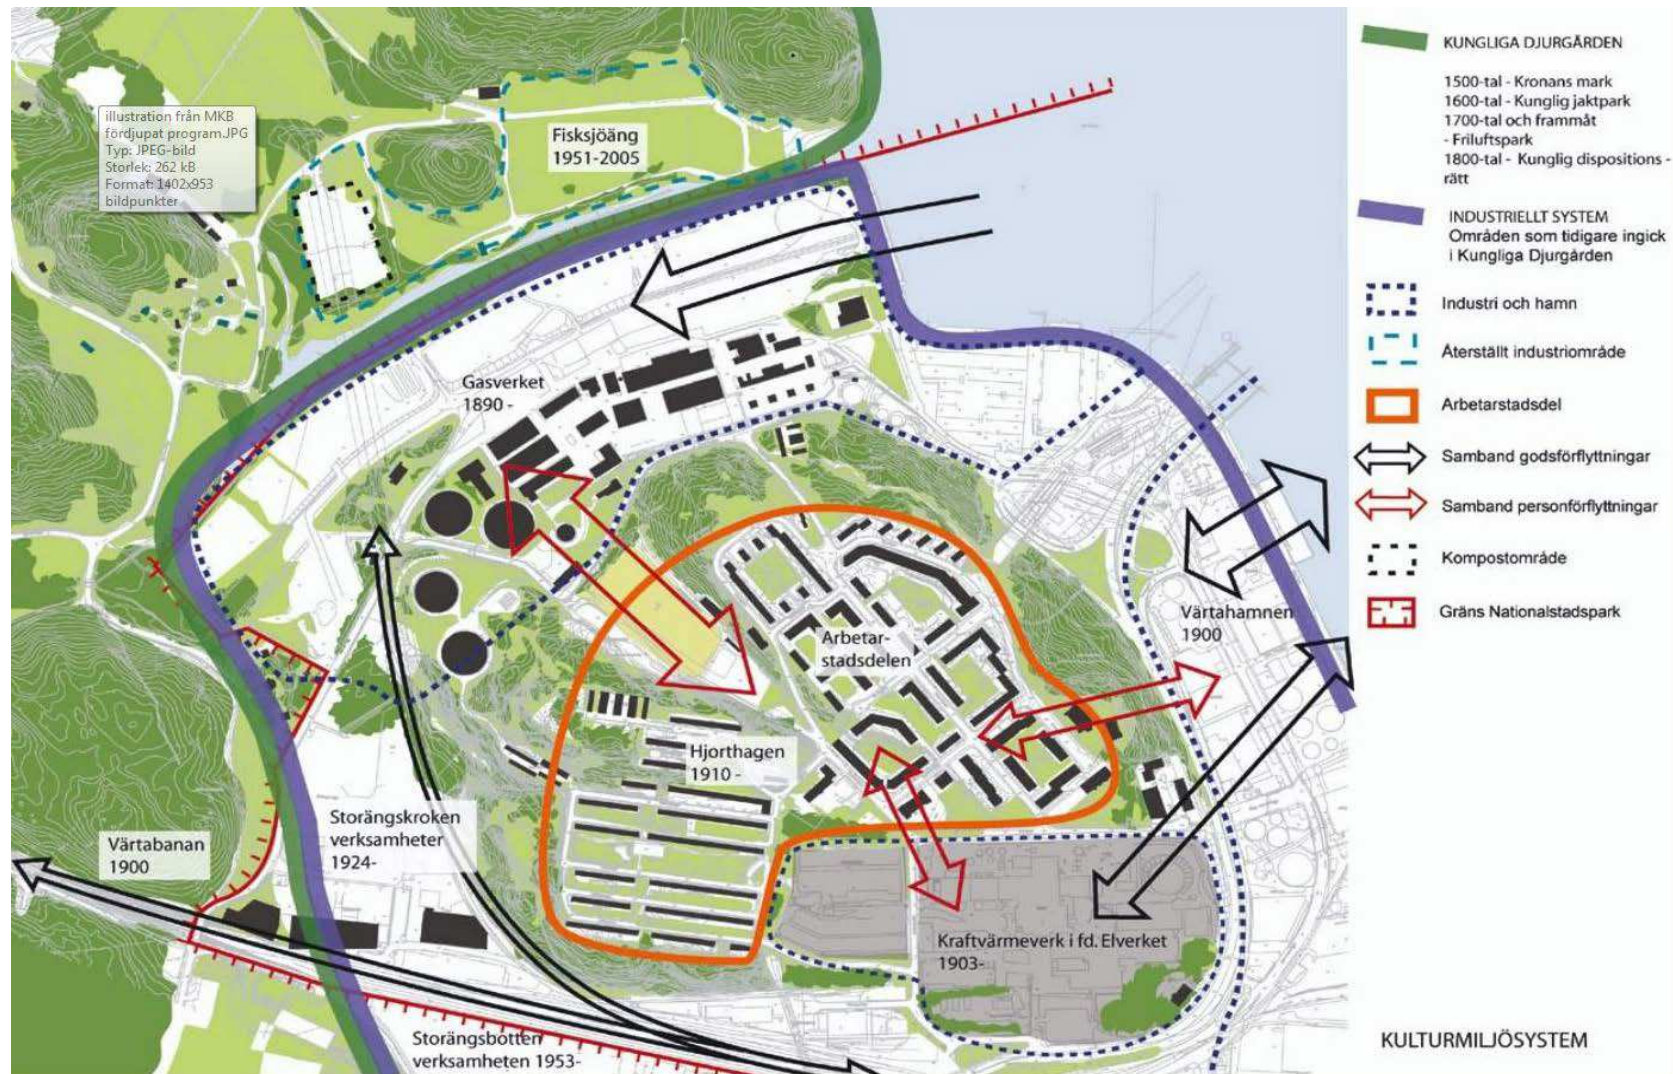 illustration från MKB
fördjupat program.JPG
Typ: JPEG-bild
Storlek: 262 kB
Format: 1402x953
bildpunkter
Fisksjöäng
1951-2005
Gasverket
1890 -
Arbetar-
stadsdelen
Värtahamnen
1900
Hjorthagen
1910 -
Storängskroken
verksamheter
1924-
Värtabanan
1900
Kraftvärmeverk i fd. Elverket
1903-
Storängsbotten
verksamheten 1953-
KUNGLIGA DJURGÅRDEN
1500-tal - Kronans mark
1600-tal - Kunglig jaktpark
1700-tal och frammåt
- Friluftspark
1800-tal - Kunglig dispositions -
rätt
INDUSTRIELLT SYSTEM
Områden som tidigare ingick
i Kungliga Djurgården
Industri och hamn
Återställt industriområde
Arbetarstadsdel
Samband godsförflyttningar
Samband personförflyttningar
Kompostområde
Gräns Nationalstadspark
KULTURMILJÖSYSTEM